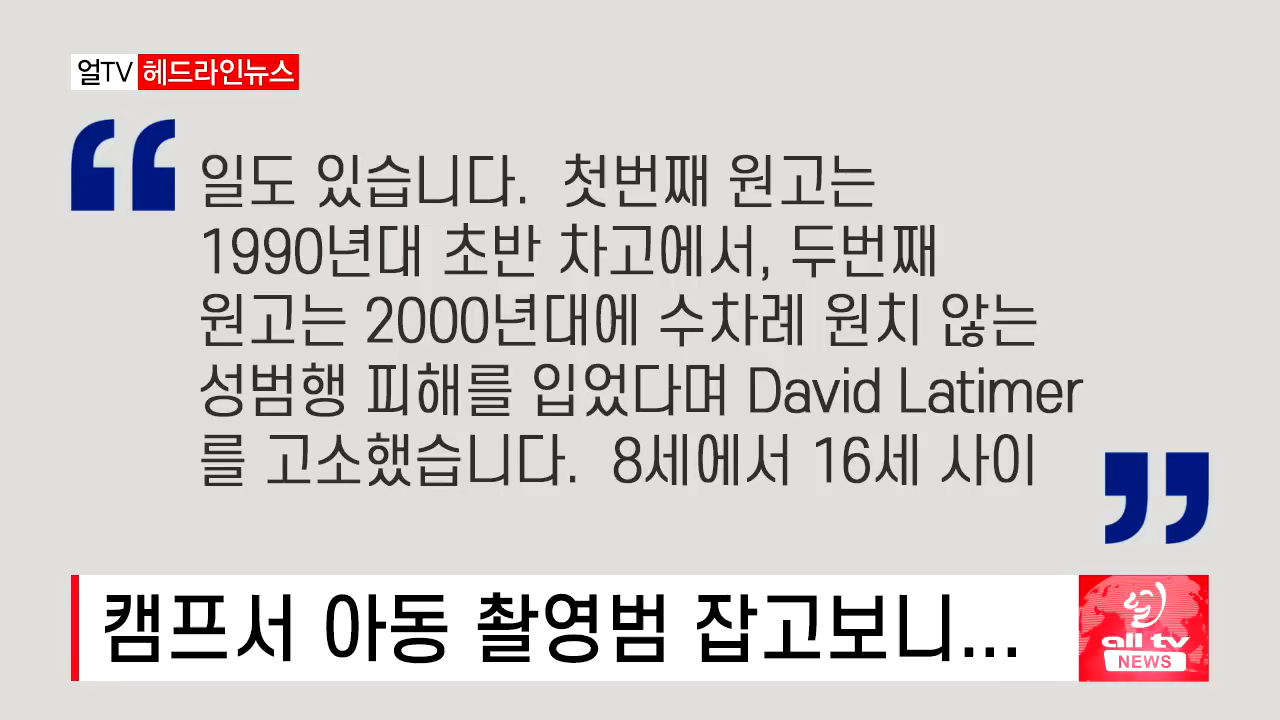 얼TV 헤드라인뉴스
일도 있습니다. 첫번째 원고는
1990년대 초반 차고에서, 두번째
원고는 2000년대에 수차례 원치 않는
성범행 피해를 입었다며 David Latimer
를 고소했습니다. 8세에서 16세 사이
캠프서 아동 촬영범 잡고보니...
얼
all tv
NEWS